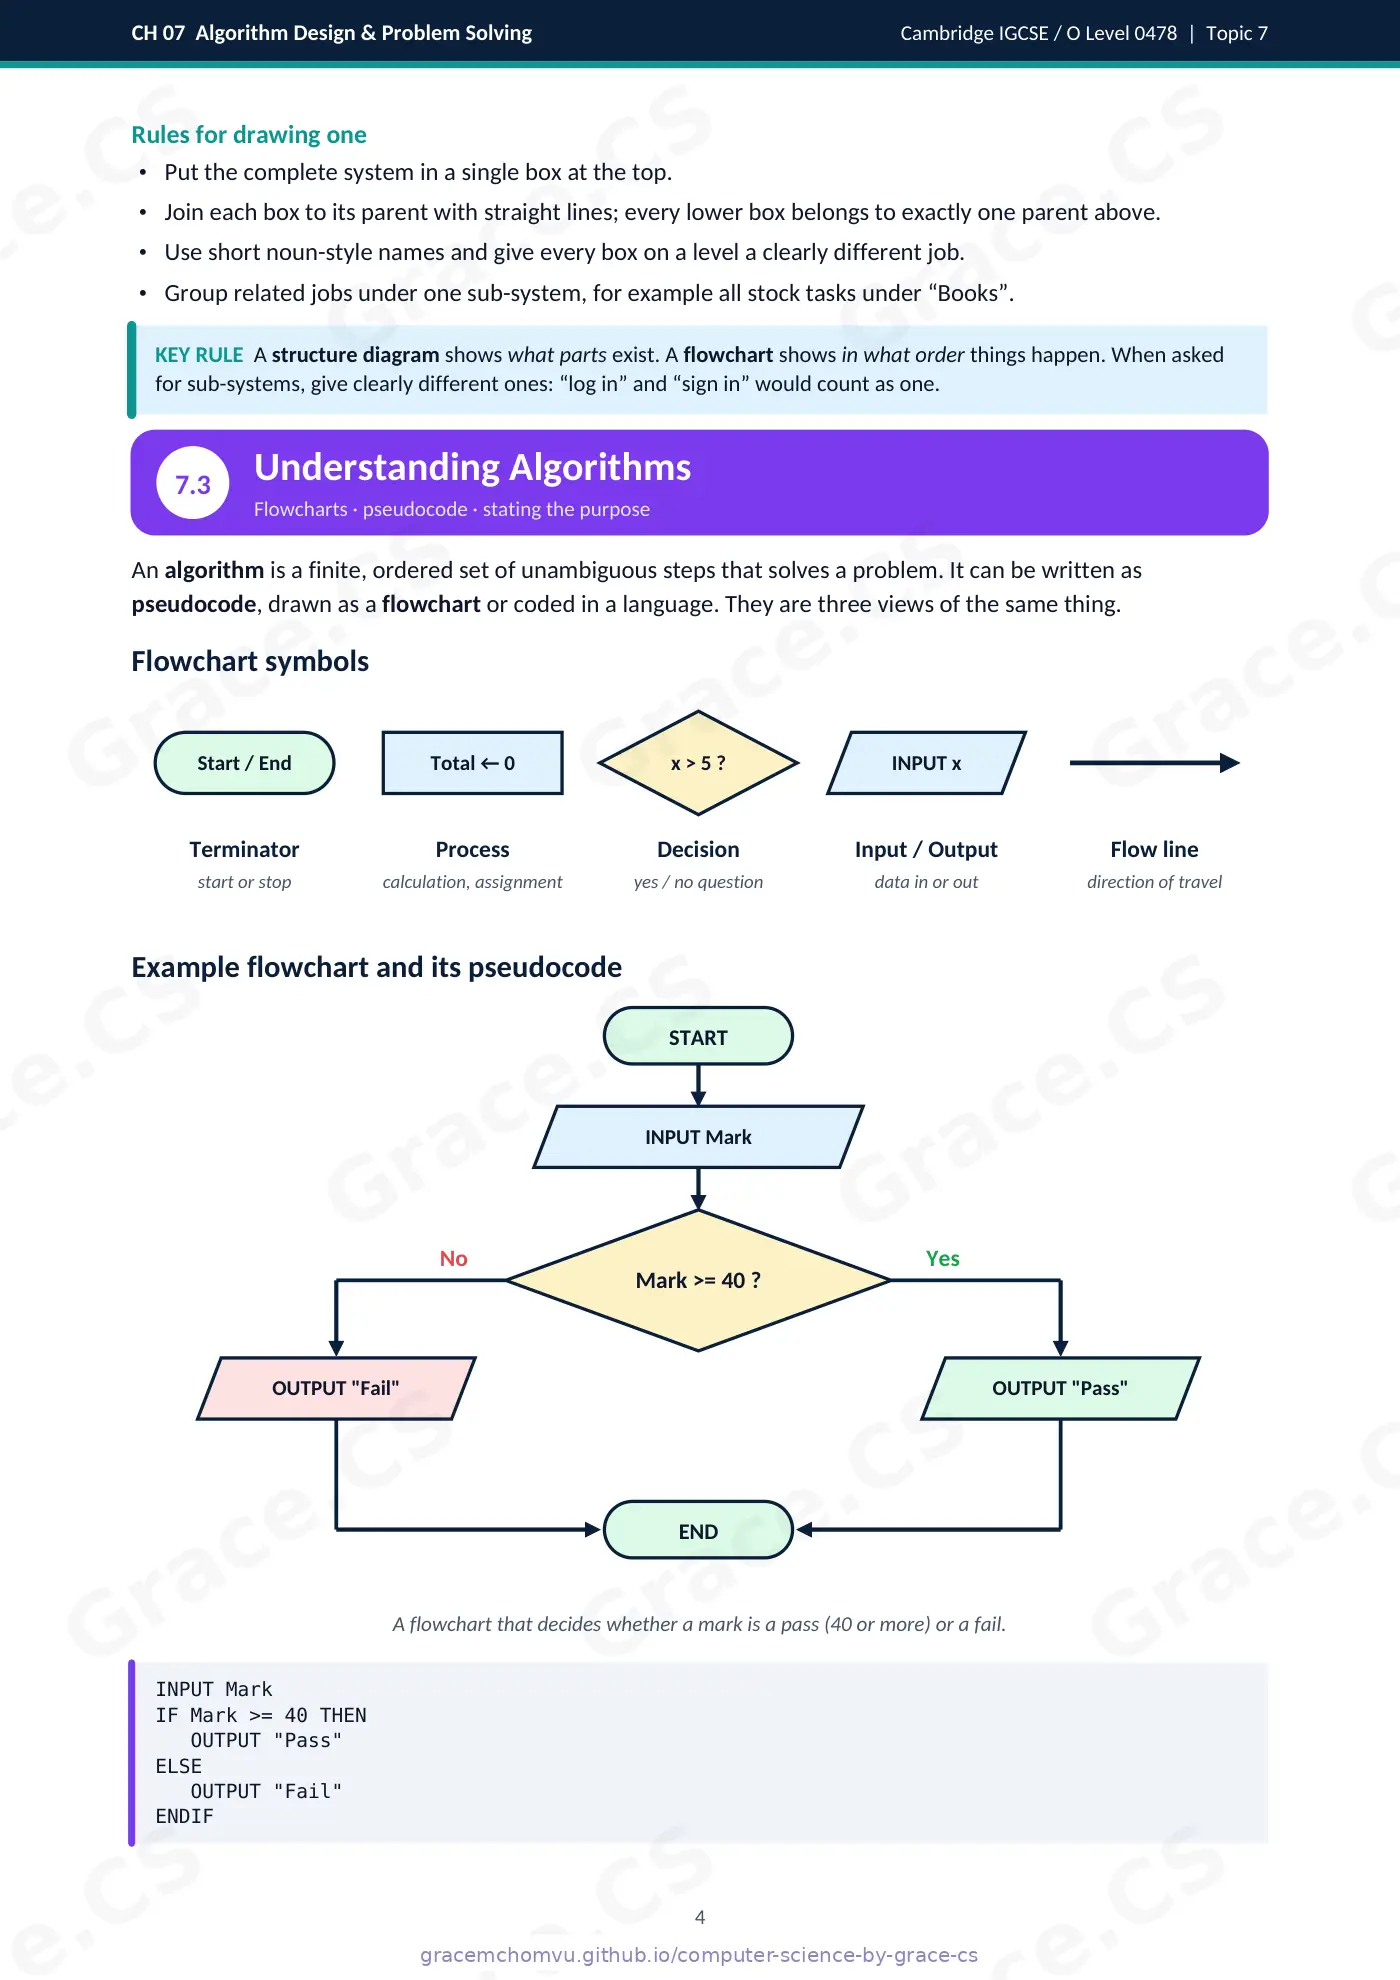 CH 07 Algorithm Design & Problem Solving
Cambridge IGCSE / O Level 0478 | Topic 7
Rules for drawing one
• Put the complete system in a single box at the top.
• Join each box to its parent with straight lines; every lower box belongs to exactly one parent above.
• Use short noun-style names and give every box on a level a clearly different job.
• Group related jobs under one sub-system, for example all stock tasks under “Books”.
KEY RULE A structure diagram shows what parts exist. A flowchart shows in what order things happen. When asked
for sub-systems, give clearly different ones: “log in” and “sign in” would count as one.
7.3
Understanding Algorithms
Flowcharts · pseudocode · stating the purpose
An algorithm is a finite, ordered set of unambiguous steps that solves a problem. It can be written as
pseudocode, drawn as a flowchart or coded in a language. They are three views of the same thing.
Flowchart symbols
Start / End
Total ← 0
x > 5 ?
INPUT x
Terminator
Process
Decision
Input / Output
Flow line
start or stop
calculation, assignment
yes / no question
data in or out
direction of travel
Example flowchart and its pseudocode
START
INPUT Mark
No
Yes
Mark >= 40 ?
OUTPUT "Fail"
OUTPUT "Pass"
END
A flowchart that decides whether a mark is a pass (40 or more) or a fail.
INPUT Mark
IF Mark >= 40 THEN
   OUTPUT "Pass"
ELSE
   OUTPUT "Fail"
ENDIF
4
gracemchomvu.github.io/computer-science-by-grace-cs
Grace.CS